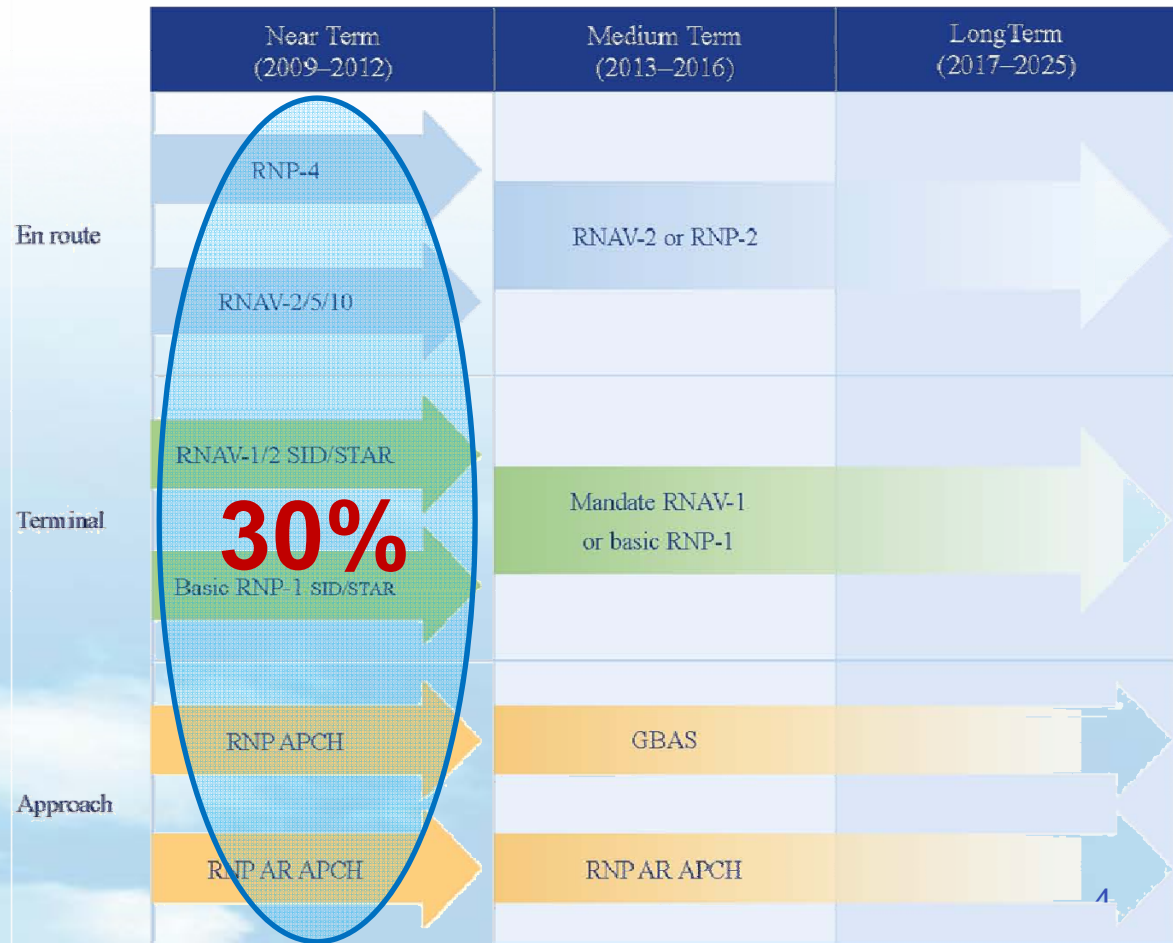 Near Term
(2009–2012)
Medium Term
(2013–2016)
LongTerm
(2017–2025)
En route
RNP-4
RNAV-2/5/10
RNAV-2 or RNP-2
Terminal
RNAV-1/2 SID/STAR
30%
Basic RNP-1 SID/STAR
Mandate RNAV-1
or basic RNP-1
Approach
RNP APCH
GBAS
RNP AR APCH
RNP AR APCH
4